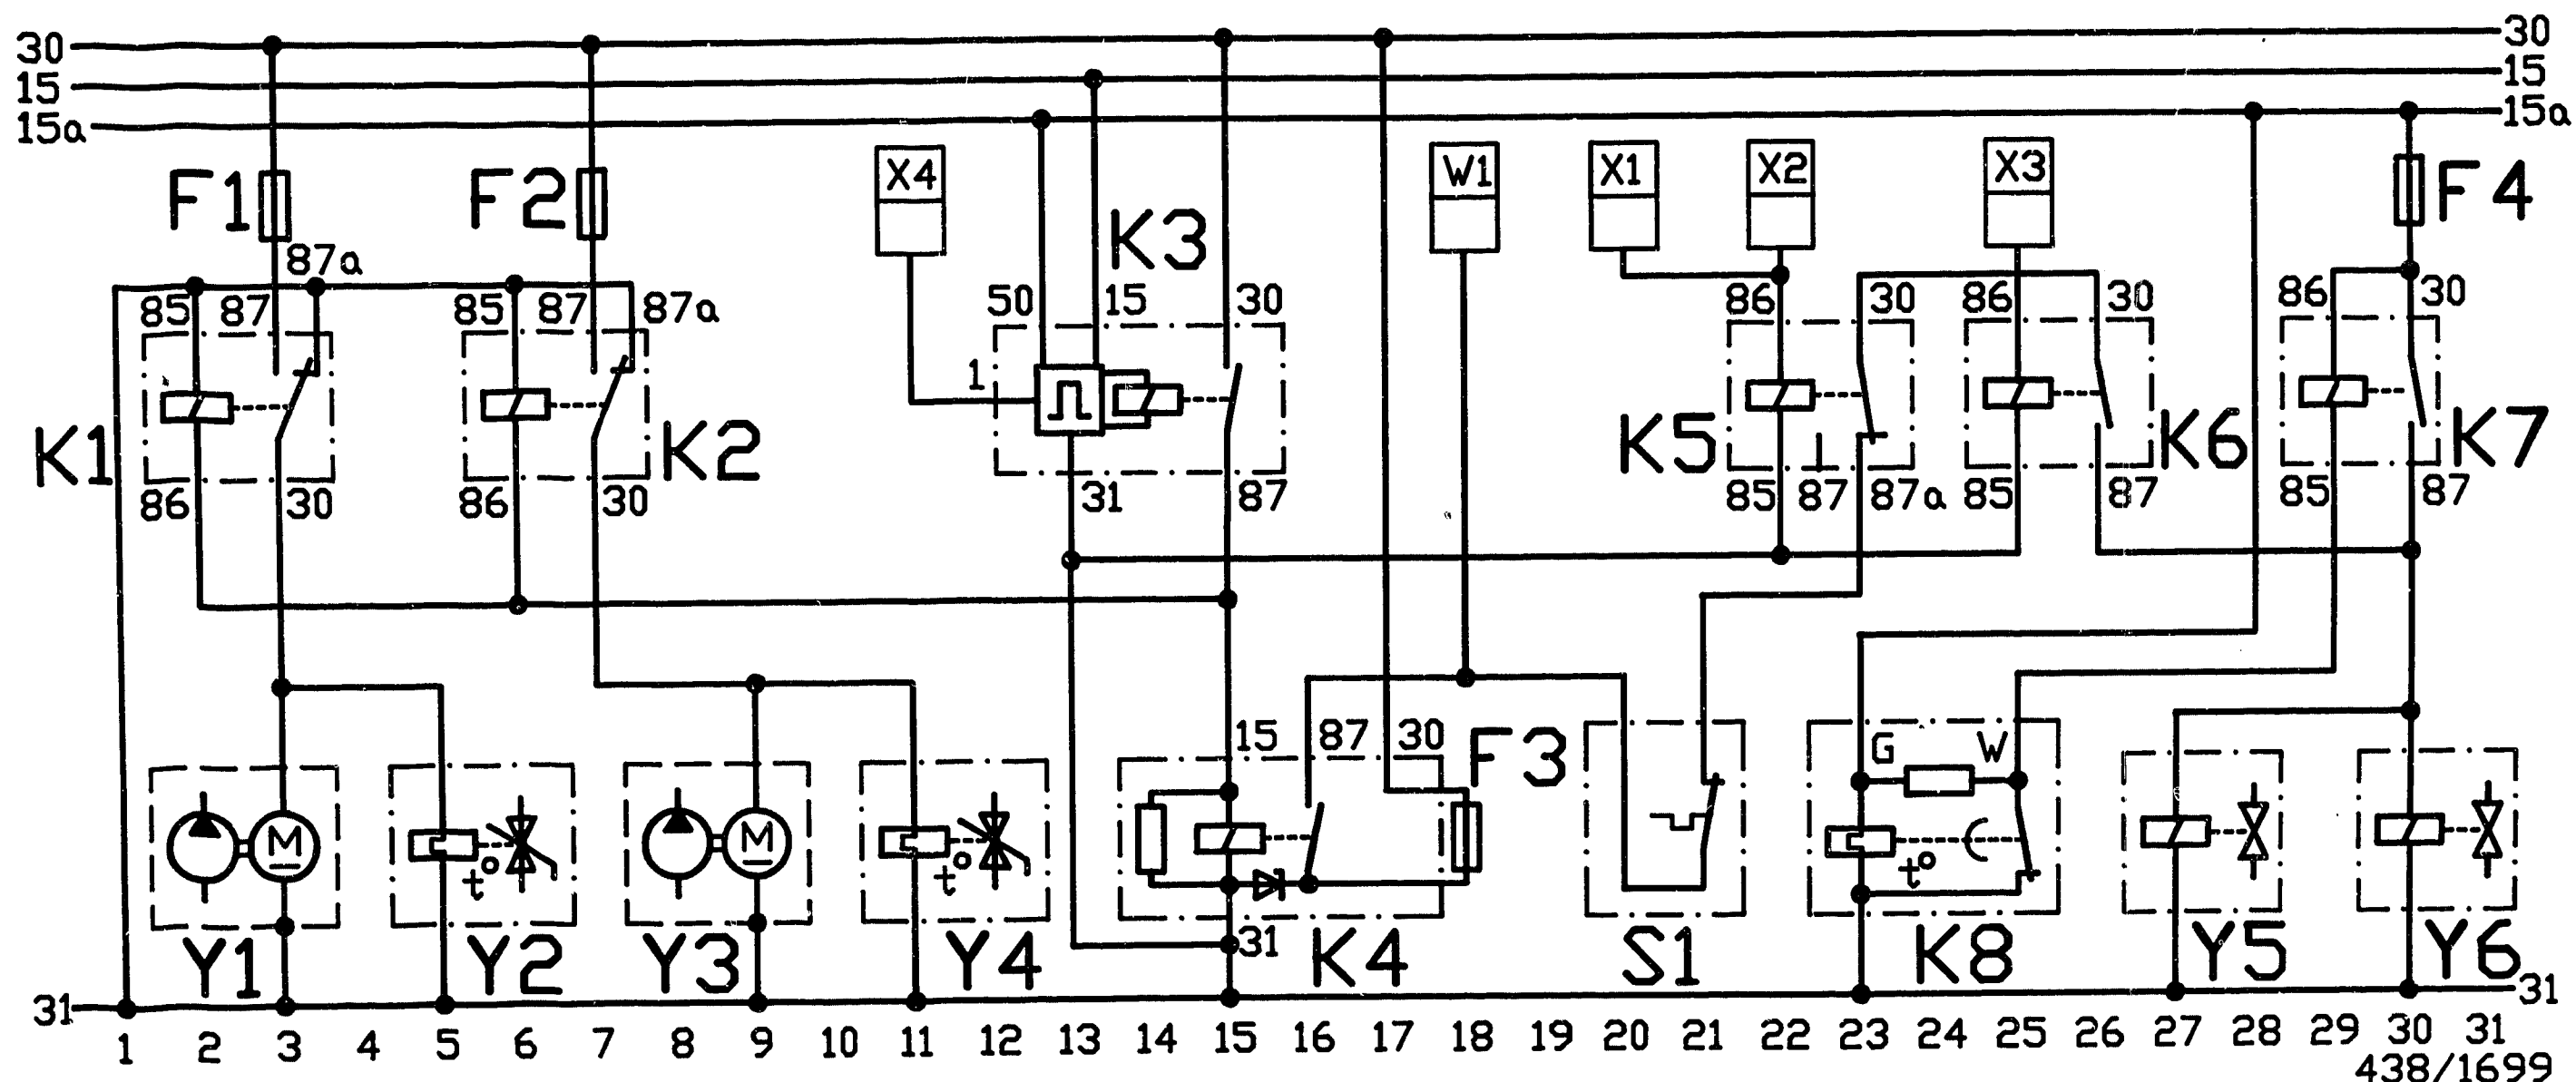 30 30
15 15
15a 15a
X4 W1 X1 X2 X3
F1 F2 K3 F4
87a
85 87 85 87 87a 50 15 30 86 30 86 30 86 30
1
K1 K2 K5 K6 K7
86 30 86 30 31 87 85 87 87a 85 87 85 87
15 87 30 F3 G W
M M
t° t° t°
Y1 Y2 Y3 Y4 31 K4 S1 K8 Y5 Y6
31 31
1 2 3 4 5 6 7 8 9 10 11 12 13 14 15 16 17 18 19 20 21 22 23 24 25 26 27 28 29 30 31
438/1699